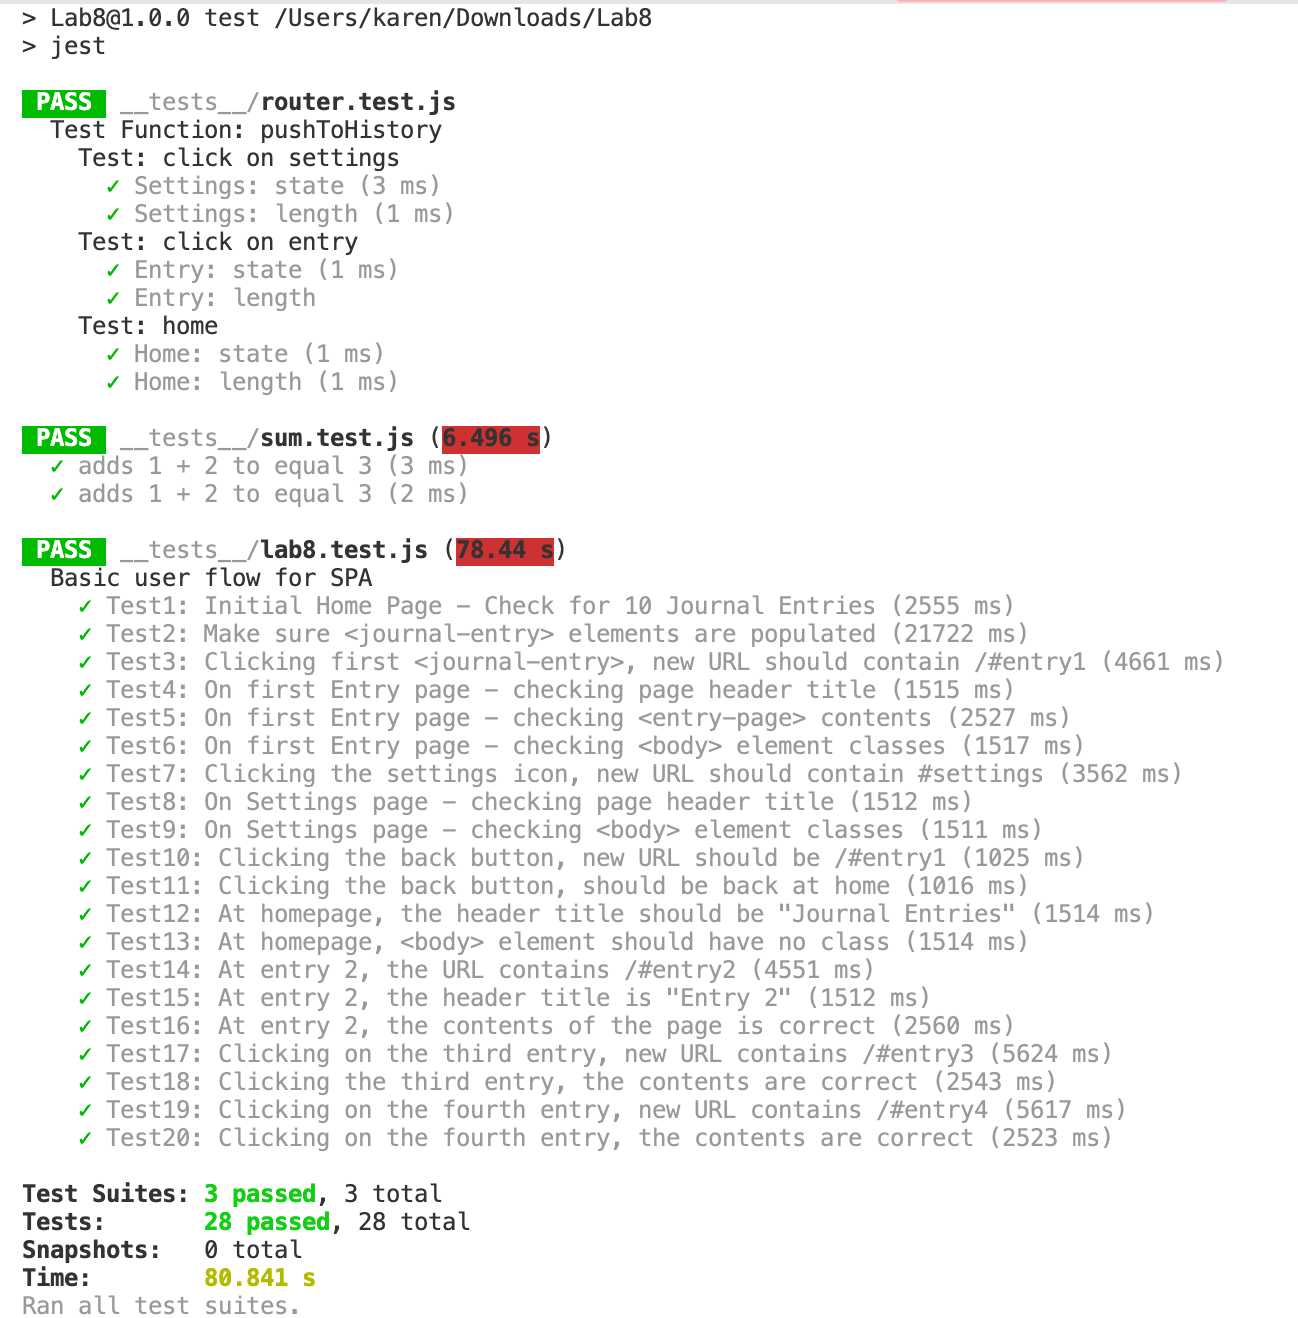 > Lab8@1.0.0 test /Users/karen/Downloads/Lab8
> jest
PASS __tests__/router.test.js
Test Function: pushToHistory
Test: click on settings
✓ Settings: state (3 ms)
✓ Settings: length (1 ms)
Test: click on entry
✓ Entry: state (1 ms)
✓ Entry: length
Test: home
✓ Home: state (1 ms)
✓ Home: length (1 ms)
PASS __tests__/sum.test.js (6.496 s)
✓ adds 1 + 2 to equal 3 (3 ms)
✓ adds 1 + 2 to equal 3 (2 ms)
PASS __tests__/lab8.test.js (78.44 s)
Basic user flow for SPA
✓ Test1: Initial Home Page - Check for 10 Journal Entries (2555 ms)
✓ Test2: Make sure <journal-entry> elements are populated (21722 ms)
✓ Test3: Clicking first <journal-entry>, new URL should contain /#entry1 (4661 ms)
✓ Test4: On first Entry page - checking page header title (1515 ms)
✓ Test5: On first Entry page - checking <entry-page> contents (2527 ms)
✓ Test6: On first Entry page - checking <body> element classes (1517 ms)
✓ Test7: Clicking the settings icon, new URL should contain #settings (3562 ms)
✓ Test8: On Settings page - checking page header title (1512 ms)
✓ Test9: On Settings page - checking <body> element classes (1511 ms)
✓ Test10: Clicking the back button, new URL should be /#entry1 (1025 ms)
✓ Test11: Clicking the back button, should be back at home (1016 ms)
✓ Test12: At homepage, the header title should be "Journal Entries" (1514 ms)
✓ Test13: At homepage, <body> element should have no class (1514 ms)
✓ Test14: At entry 2, the URL contains /#entry2 (4551 ms)
✓ Test15: At entry 2, the header title is "Entry 2" (1512 ms)
✓ Test16: At entry 2, the contents of the page is correct (2560 ms)
✓ Test17: Clicking on the third entry, new URL contains /#entry3 (5624 ms)
✓ Test18: Clicking the third entry, the contents are correct (2543 ms)
✓ Test19: Clicking on the fourth entry, new URL contains /#entry4 (5617 ms)
✓ Test20: Clicking on the fourth entry, the contents are correct (2523 ms)
Test Suites: 3 passed, 3 total
Tests: 28 passed, 28 total
Snapshots: 0 total
Time: 80.841 s
Ran all test suites.